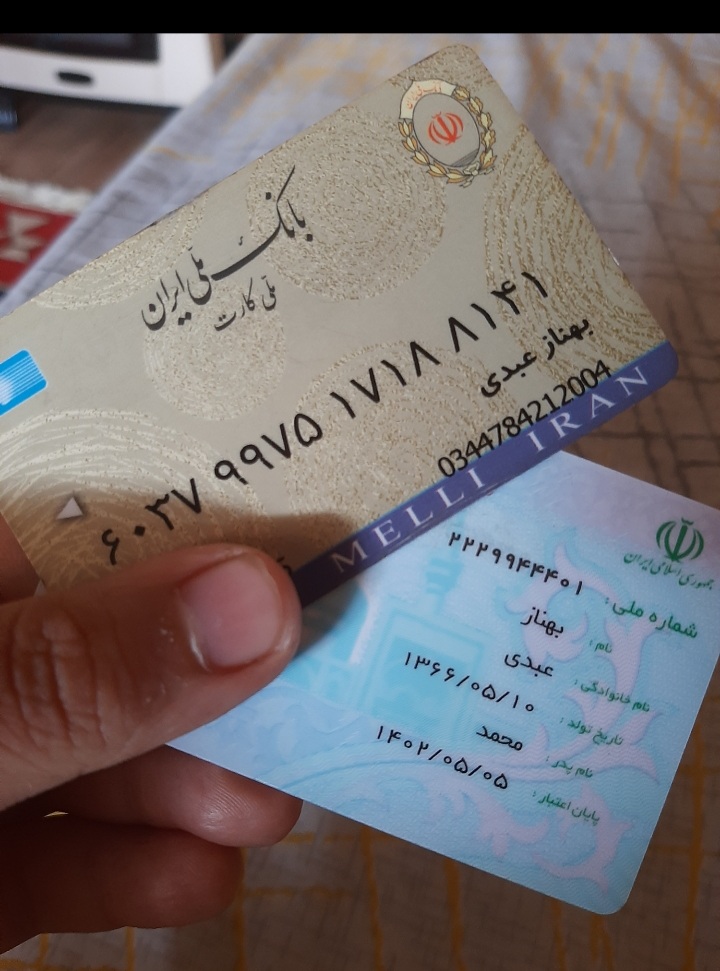 بانک ملی ایران
ملی کارت
۶۰۳۷ ۹۹۷۵ ۱۷۱۸ ۸۱۴۱
بهناز عبدی
0344784212004
MELLI IRAN
جمهوری اسلامی ایران
شماره ملی: ۲۲۲۹۹۴۴۴۰۱
نام: بهناز
نام خانوادگی: عبدی
تاریخ تولد: ۱۳۶۶/۰۵/۱۰
نام پدر: محمد
پایان اعتبار: ۱۴۰۲/۰۵/۰۵